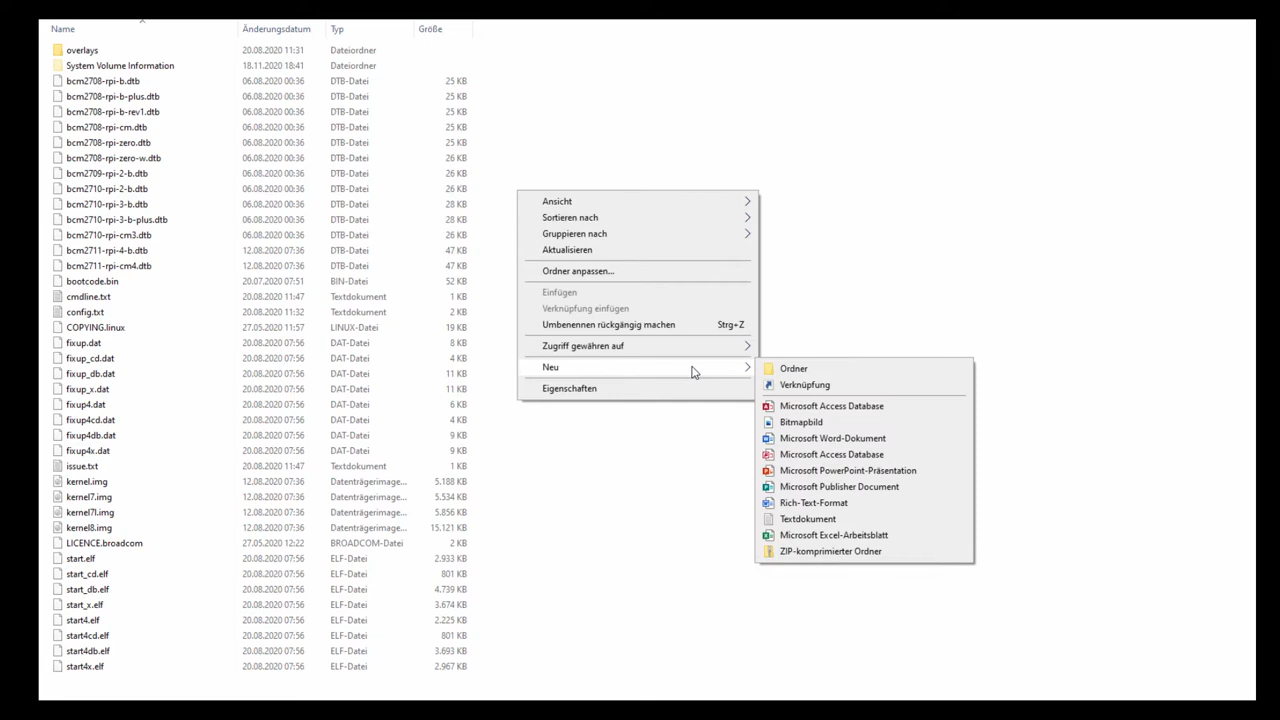 Name Änderungsdatum Typ Größe
overlays 20.08.2020 11:31 Dateiordner
System Volume Information 18.11.2020 18:41 Dateiordner
bcm2708-rpi-b.dtb 06.08.2020 00:36 DTB-Datei 25 KB
bcm2708-rpi-b-plus.dtb 06.08.2020 00:36 DTB-Datei 25 KB
bcm2708-rpi-b-rev1.dtb 06.08.2020 00:36 DTB-Datei 25 KB
bcm2708-rpi-cm.dtb 06.08.2020 00:36 DTB-Datei 25 KB
bcm2708-rpi-zero.dtb 06.08.2020 00:36 DTB-Datei 25 KB
bcm2708-rpi-zero-w.dtb 06.08.2020 00:36 DTB-Datei 26 KB
bcm2709-rpi-2-b.dtb 06.08.2020 00:36 DTB-Datei 26 KB
bcm2710-rpi-2-b.dtb 06.08.2020 00:36 DTB-Datei 26 KB
bcm2710-rpi-3-b.dtb 06.08.2020 00:36 DTB-Datei 28 KB
bcm2710-rpi-3-b-plus.dtb 06.08.2020 00:36 DTB-Datei 28 KB
bcm2710-rpi-cm3.dtb 06.08.2020 00:36 DTB-Datei 26 KB
bcm2711-rpi-4-b.dtb 12.08.2020 07:36 DTB-Datei 47 KB
bcm2711-rpi-cm4.dtb 12.08.2020 07:36 DTB-Datei 47 KB
bootcode.bin 20.07.2020 07:51 BIN-Datei 52 KB
cmdline.txt 20.08.2020 11:47 Textdokument 1 KB
config.txt 20.08.2020 11:47 Textdokument 2 KB
COPYING.linux 27.05.2020 11:57 LINUX-Datei 19 KB
fixup.dat 20.08.2020 07:56 DAT-Datei 8 KB
fixup_cd.dat 20.08.2020 07:56 DAT-Datei 4 KB
fixup_db.dat 20.08.2020 07:56 DAT-Datei 11 KB
fixup_x.dat 20.08.2020 07:56 DAT-Datei 11 KB
fixup4.dat 20.08.2020 07:56 DAT-Datei 6 KB
fixup4cd.dat 20.08.2020 07:56 DAT-Datei 4 KB
fixup4db.dat 20.08.2020 07:56 DAT-Datei 9 KB
fixup4x.dat 20.08.2020 07:56 DAT-Datei 9 KB
issue.txt 20.08.2020 11:47 Textdokument 1 KB
kernel.img 12.08.2020 07:36 Datenträgerimage... 5.188 KB
kernel7.img 12.08.2020 07:36 Datenträgerimage... 5.534 KB
kernel7l.img 12.08.2020 07:36 Datenträgerimage... 5.856 KB
kernel8.img 12.08.2020 07:36 Datenträgerimage... 15.121 KB
LICENCE.broadcom 27.05.2020 12:22 BROADCOM-Datei 2 KB
start.elf 20.08.2020 07:56 ELF-Datei 2.933 KB
start_cd.elf 20.08.2020 07:56 ELF-Datei 801 KB
start_db.elf 20.08.2020 07:56 ELF-Datei 4.739 KB
start_x.elf 20.08.2020 07:56 ELF-Datei 3.674 KB
start4.elf 20.08.2020 07:56 ELF-Datei 2.225 KB
start4cd.elf 20.08.2020 07:56 ELF-Datei 801 KB
start4db.elf 20.08.2020 07:56 ELF-Datei 3.693 KB
start4x.elf 20.08.2020 07:56 ELF-Datei 2.967 KB
Ansicht
Sortieren nach
Gruppieren nach
Aktualisieren
Ordner anpassen...
Einfügen
Verknüpfung einfügen
Umbenennen rückgängig machen Strg+Z
Zugriff gewähren auf
Neu
Eigenschaften
Ordner
Verknüpfung
Microsoft Access Database
Bitmapbild
Microsoft Word-Dokument
Microsoft Access Database
Microsoft PowerPoint-Präsentation
Microsoft Publisher Document
Rich-Text-Format
Textdokument
Microsoft Excel-Arbeitsblatt
ZIP-komprimierter Ordner